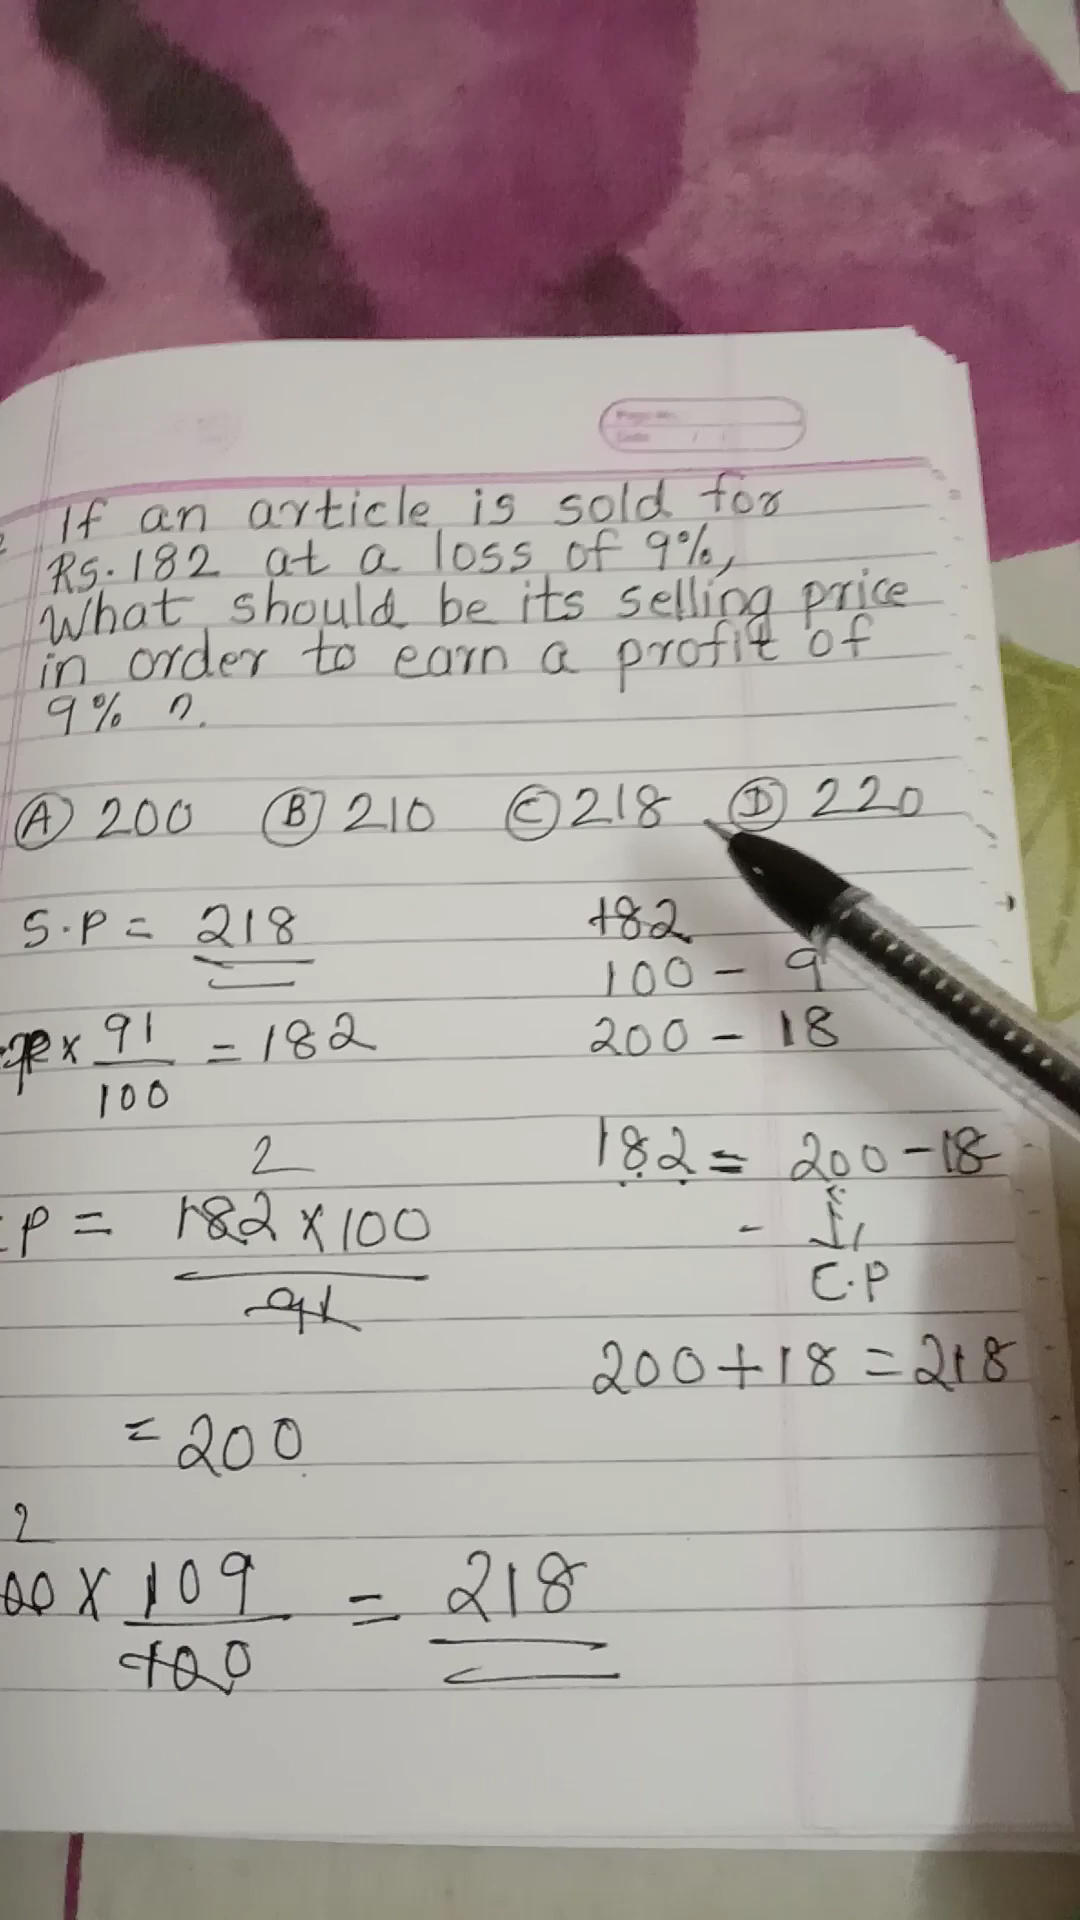 If an article is sold for
Rs. 182 at a loss of 9%,
What should be its selling price
in order to earn a profit of
9% ?.
(A) 200 (B) 210 (C) 218 (D) 220
S.P = 218
182
100 - 9
200 - 18
× 91/100 = 182
182 = 200 - 18
C.P
2
P = 182 × 100 / 91
= 200
200 + 18 = 218
2
00 × 109/100 = 218